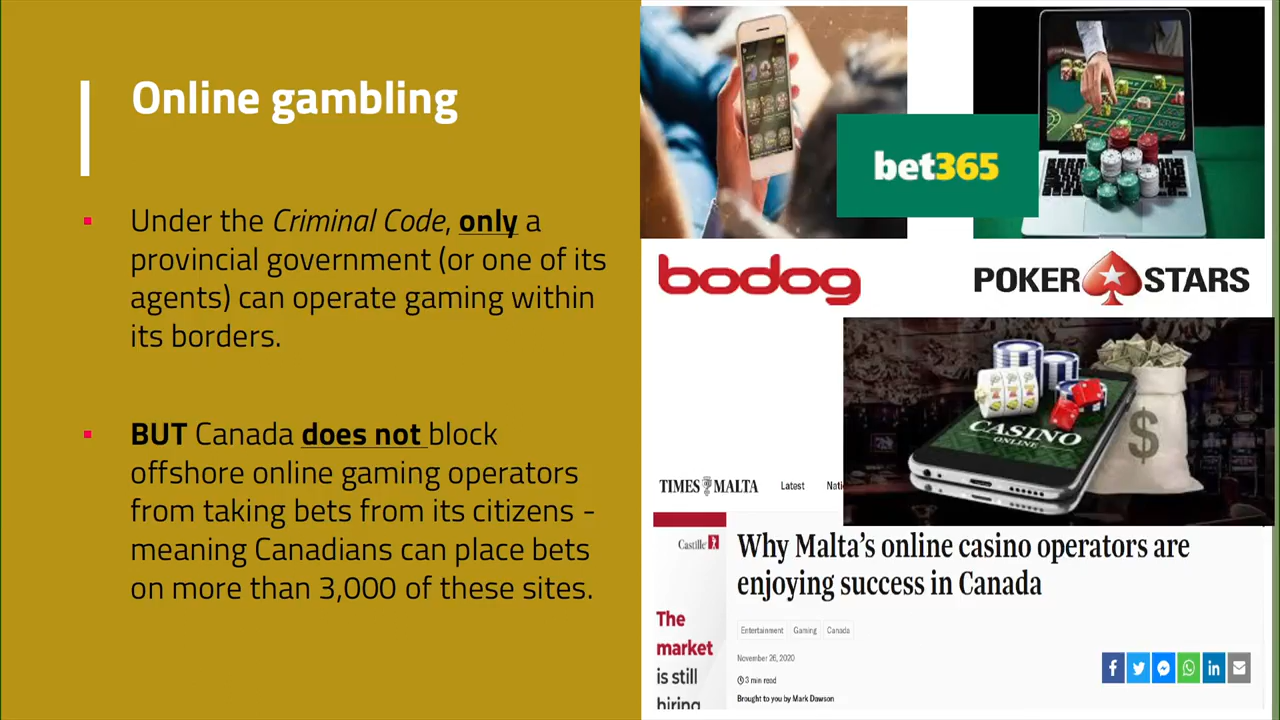 Online gambling
Under the Criminal Code, only a
provincial government (or one of its
agents) can operate gaming within
its borders.
BUT Canada does not block
offshore online gaming operators
from taking bets from its citizens -
meaning Canadians can place bets
on more than 3,000 of these sites.
bet365
bodog
POKER STARS
CASINO
ONLINE
$
TIMES MALTA Latest Nati
Castille
Why Malta's online casino operators are
enjoying success in Canada
The
market
is still
hiring
Entertainment Gaming Canada
November 26, 2020
3 min read
Brought to you by Mark Dawson